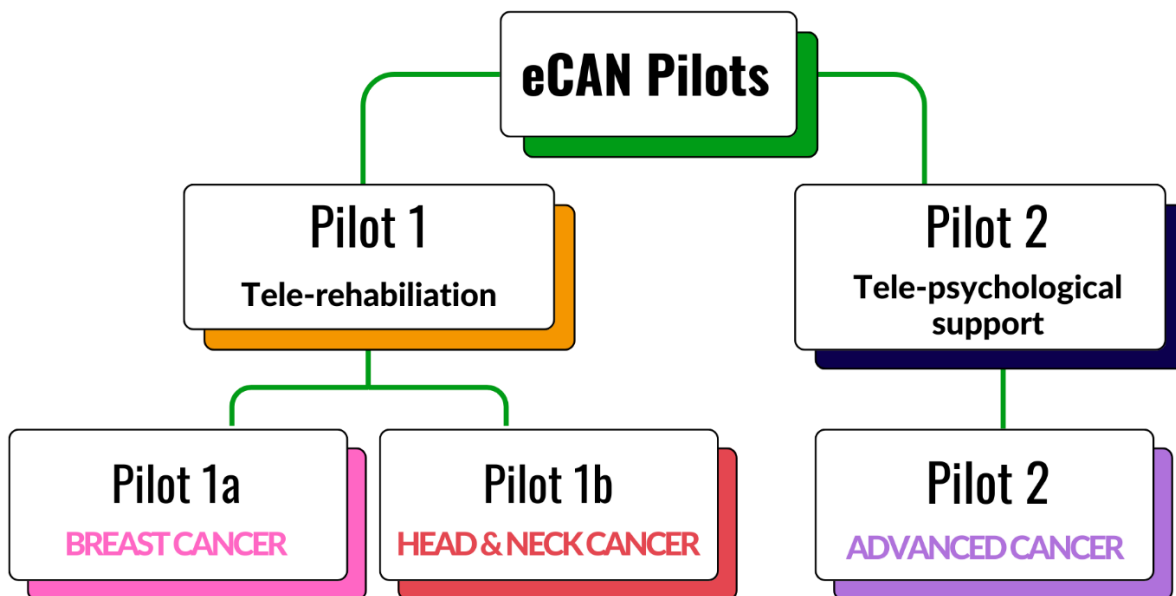 eCAN Pilots
Pilot 1
Tele-rehabiliation
Pilot 2
Tele-psychological
support
Pilot 1a
BREAST CANCER
Pilot 1b
HEAD & NECK CANCER
Pilot 2
ADVANCED CANCER